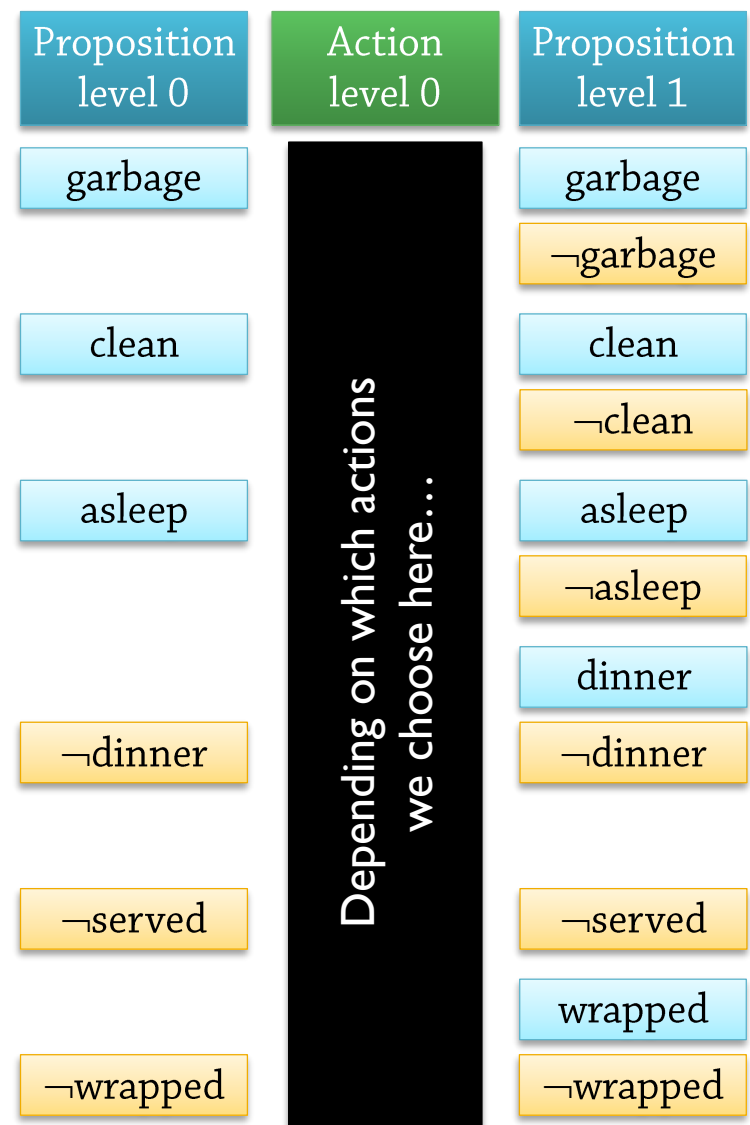 Proposition
level 0
Action
level 0
Proposition
level 1
garbage
garbage
¬garbage
clean
clean
¬clean
asleep
asleep
¬asleep
dinner
¬dinner
¬dinner
¬served
¬served
wrapped
¬wrapped
¬wrapped
Depending on which actions
we choose here...